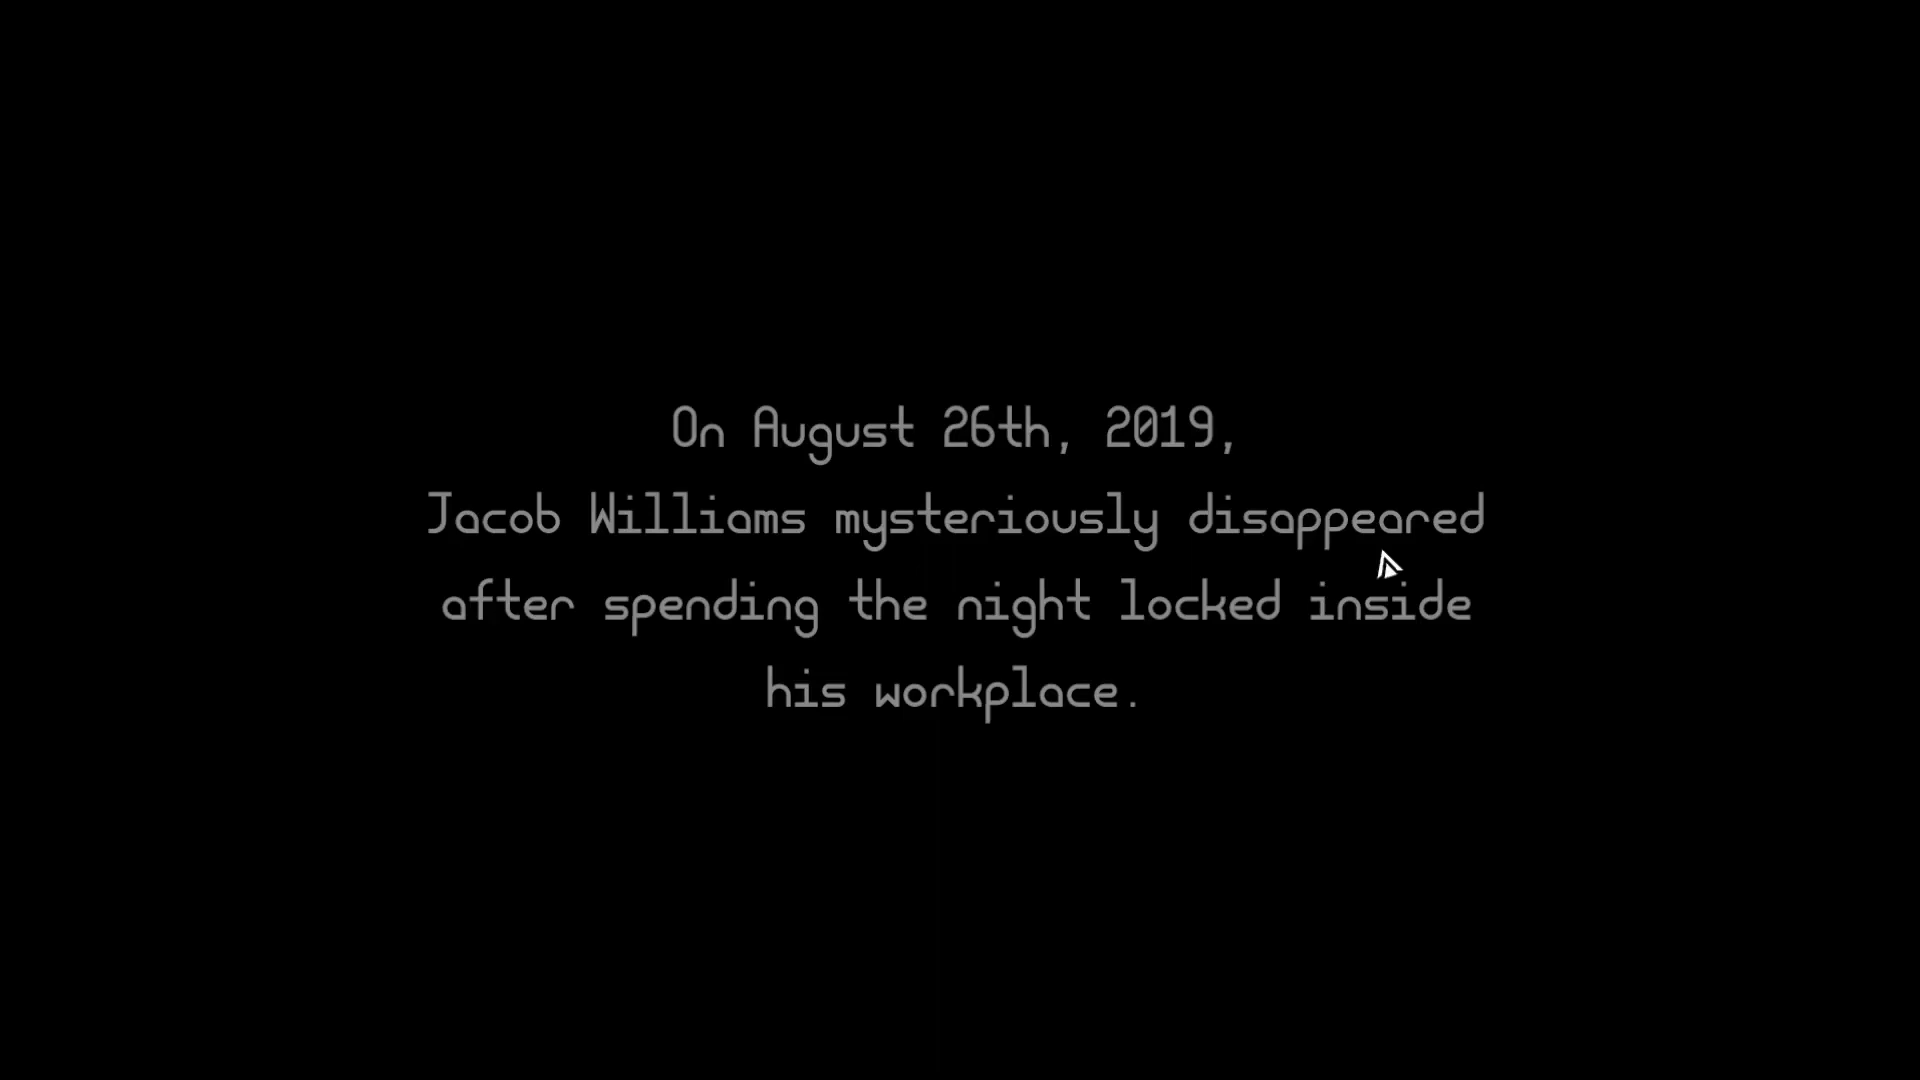 On August 26th, 2019,
Jacob Williams mysteriously disappeared
after spending the night locked inside
his workplace.